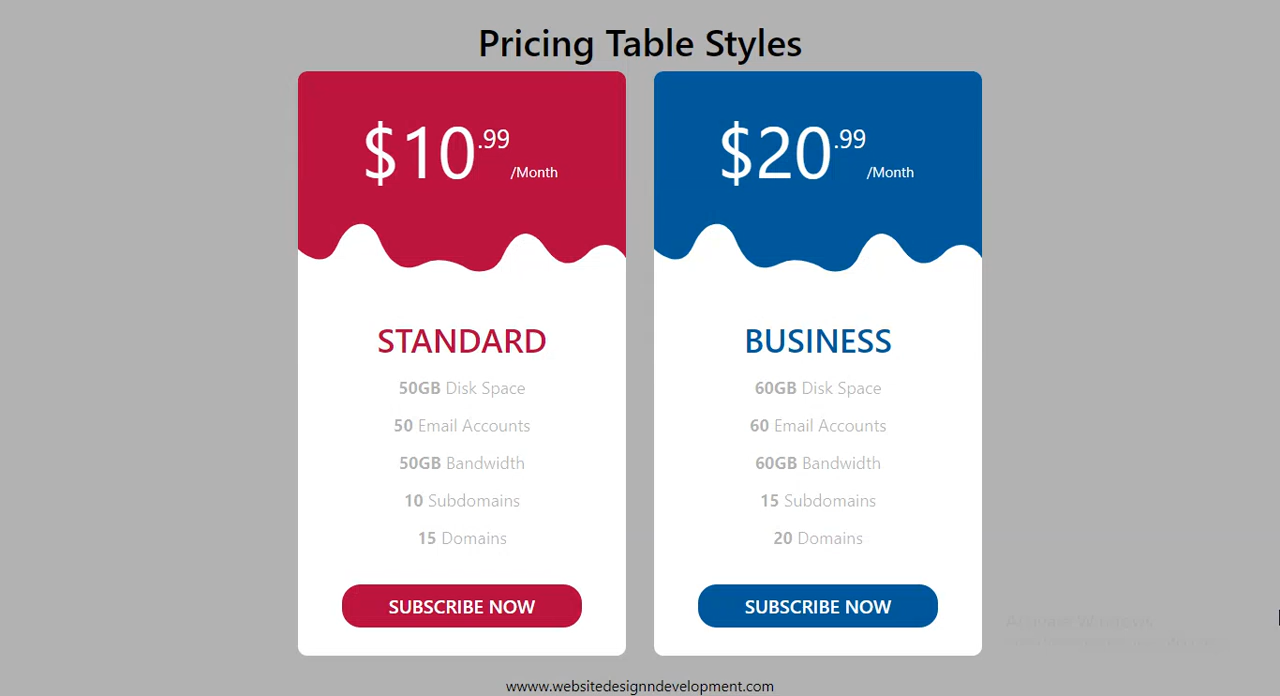 Pricing Table Styles
$10.99 /Month
STANDARD
50GB Disk Space
50 Email Accounts
50GB Bandwidth
10 Subdomains
15 Domains
SUBSCRIBE NOW
$20.99 /Month
BUSINESS
60GB Disk Space
60 Email Accounts
60GB Bandwidth
15 Subdomains
20 Domains
SUBSCRIBE NOW
wwww.websitedesignndevelopment.com